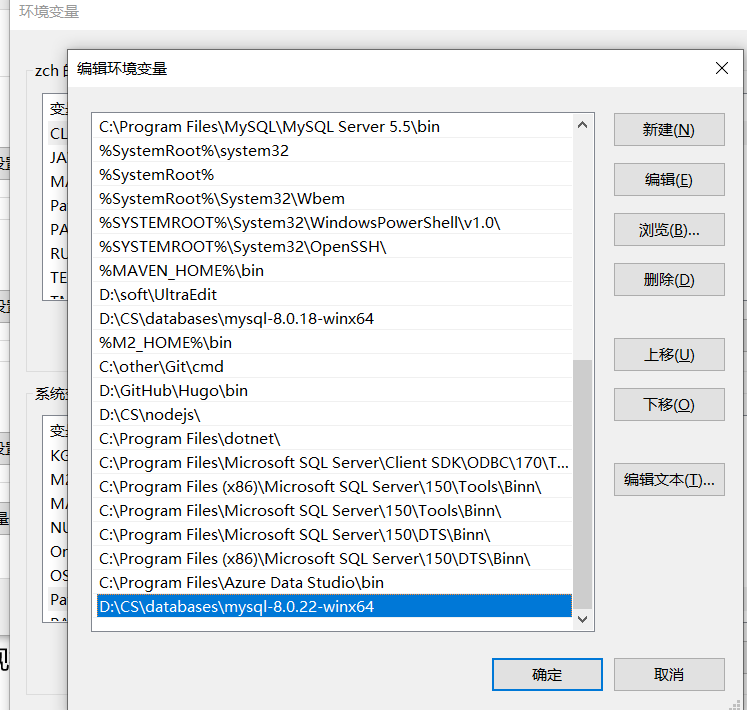 环境变量
编辑环境变量
zch 的
变
CL
JA
MA
Pa
PA
RU
TE
C:\Program Files\MySQL\MySQL Server 5.5\bin
%SystemRoot%\system32
%SystemRoot%
%SystemRoot%\System32\Wbem
%SYSTEMROOT%\System32\WindowsPowerShell\v1.0\
%SYSTEMROOT%\System32\OpenSSH\
%MAVEN_HOME%\bin
D:\soft\UltraEdit
D:\CS\databases\mysql-8.0.18-winx64
%M2_HOME%\bin
C:\other\Git\cmd
D:\GitHub\Hugo\bin
D:\CS\nodejs\
C:\Program Files\dotnet\
C:\Program Files\Microsoft SQL Server\Client SDK\ODBC\170\T...
C:\Program Files (x86)\Microsoft SQL Server\150\Tools\Binn\
C:\Program Files\Microsoft SQL Server\150\Tools\Binn\
C:\Program Files\Microsoft SQL Server\150\DTS\Binn\
C:\Program Files (x86)\Microsoft SQL Server\150\DTS\Binn\
C:\Program Files\Azure Data Studio\bin
D:\CS\databases\mysql-8.0.22-winx64
新建(N)
编辑(E)
浏览(B)...
删除(D)
上移(U)
下移(O)
编辑文本(T)...
系统
变
KG
M2
MA
NU
On
OS
Pa
确定
取消